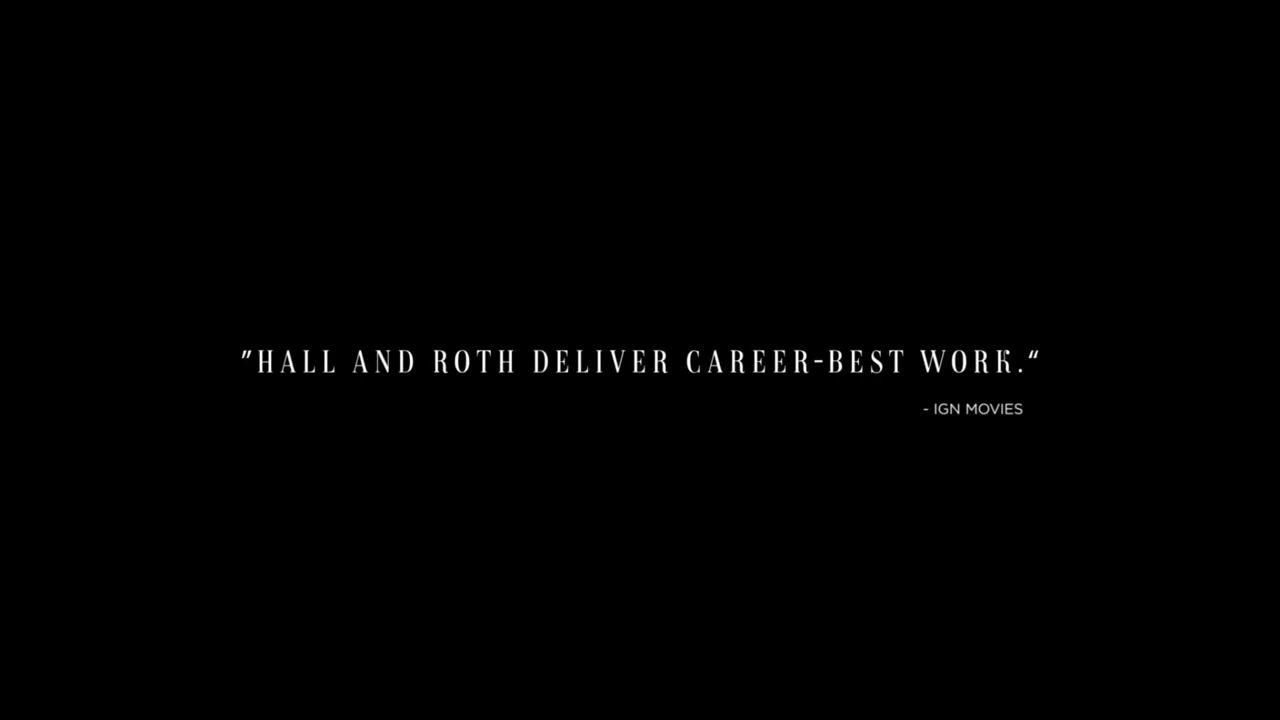 ”HALL AND ROTH DELIVER CAREER-BEST WORK.“
- IGN MOVIES